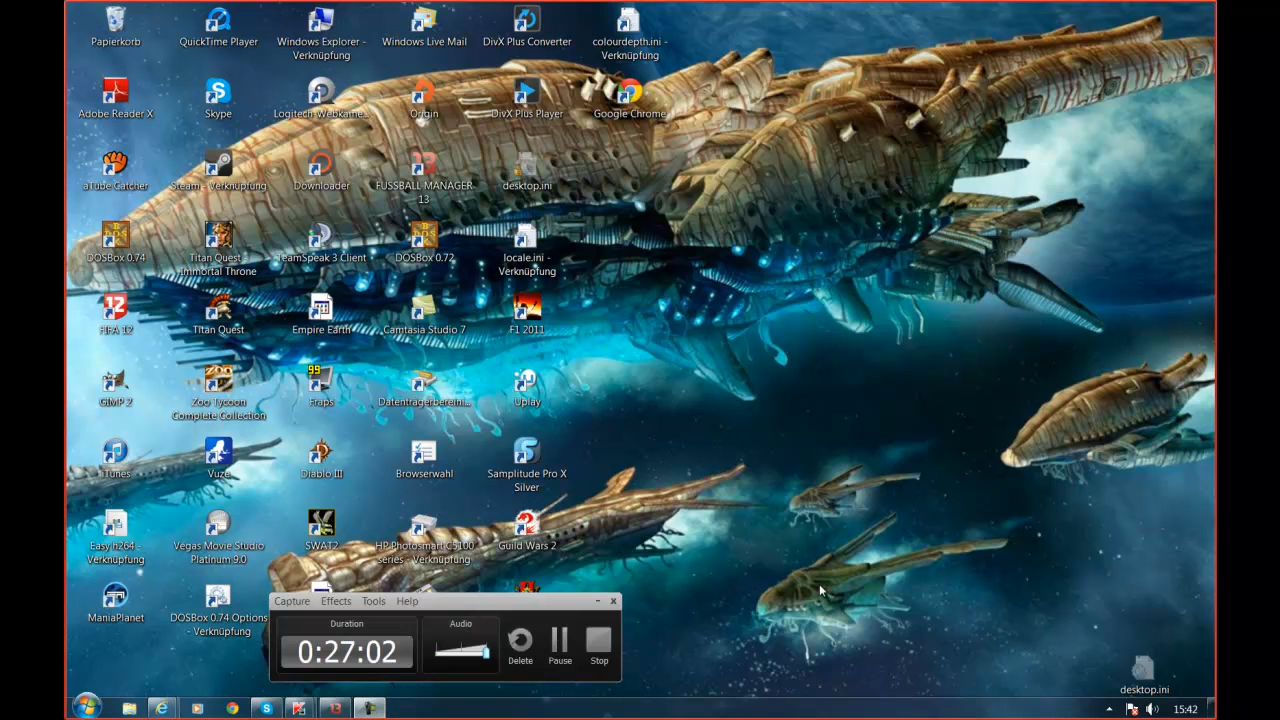 Papierkorb
QuickTime Player
Windows Explorer -
Verknüpfung
Windows Live Mail
DivX Plus Converter
colourdepth.ini -
Verknüpfung
Adobe Reader X
Skype
Logitech-Webkame...
Origin
DivX Plus Player
Google Chrome
aTube Catcher
Steam - Verknüpfung
Downloader
FUSSBALL MANAGER
13
desktop.ini
DOSBox 0.74
Titan Quest -
Immortal Throne
TeamSpeak 3 Client
DOSBox 0.72
locale.ini -
Verknüpfung
12
FIFA 12
Titan Quest
Empire Earth
Camtasia Studio 7
F1 2011
GIMP 2
ZOO
Zoo Tycoon
Complete Collection
99
Fraps
Datenträgerbereini...
Uplay
iTunes
Vuze
Diablo III
Browserwahl
Samplitude Pro X
Silver
Easy h264 -
Verknüpfung
Vegas Movie Studio
Platinum 9.0
SWAT2
HP Photosmart C5100
series - Verknüpfung
Guild Wars 2
ManiaPlanet
DOSBox 0.74 Options
- Verknüpfung
Capture Effects Tools Help
Duration
Audio
0:27:02
Delete
Pause
Stop
desktop.ini
15:42